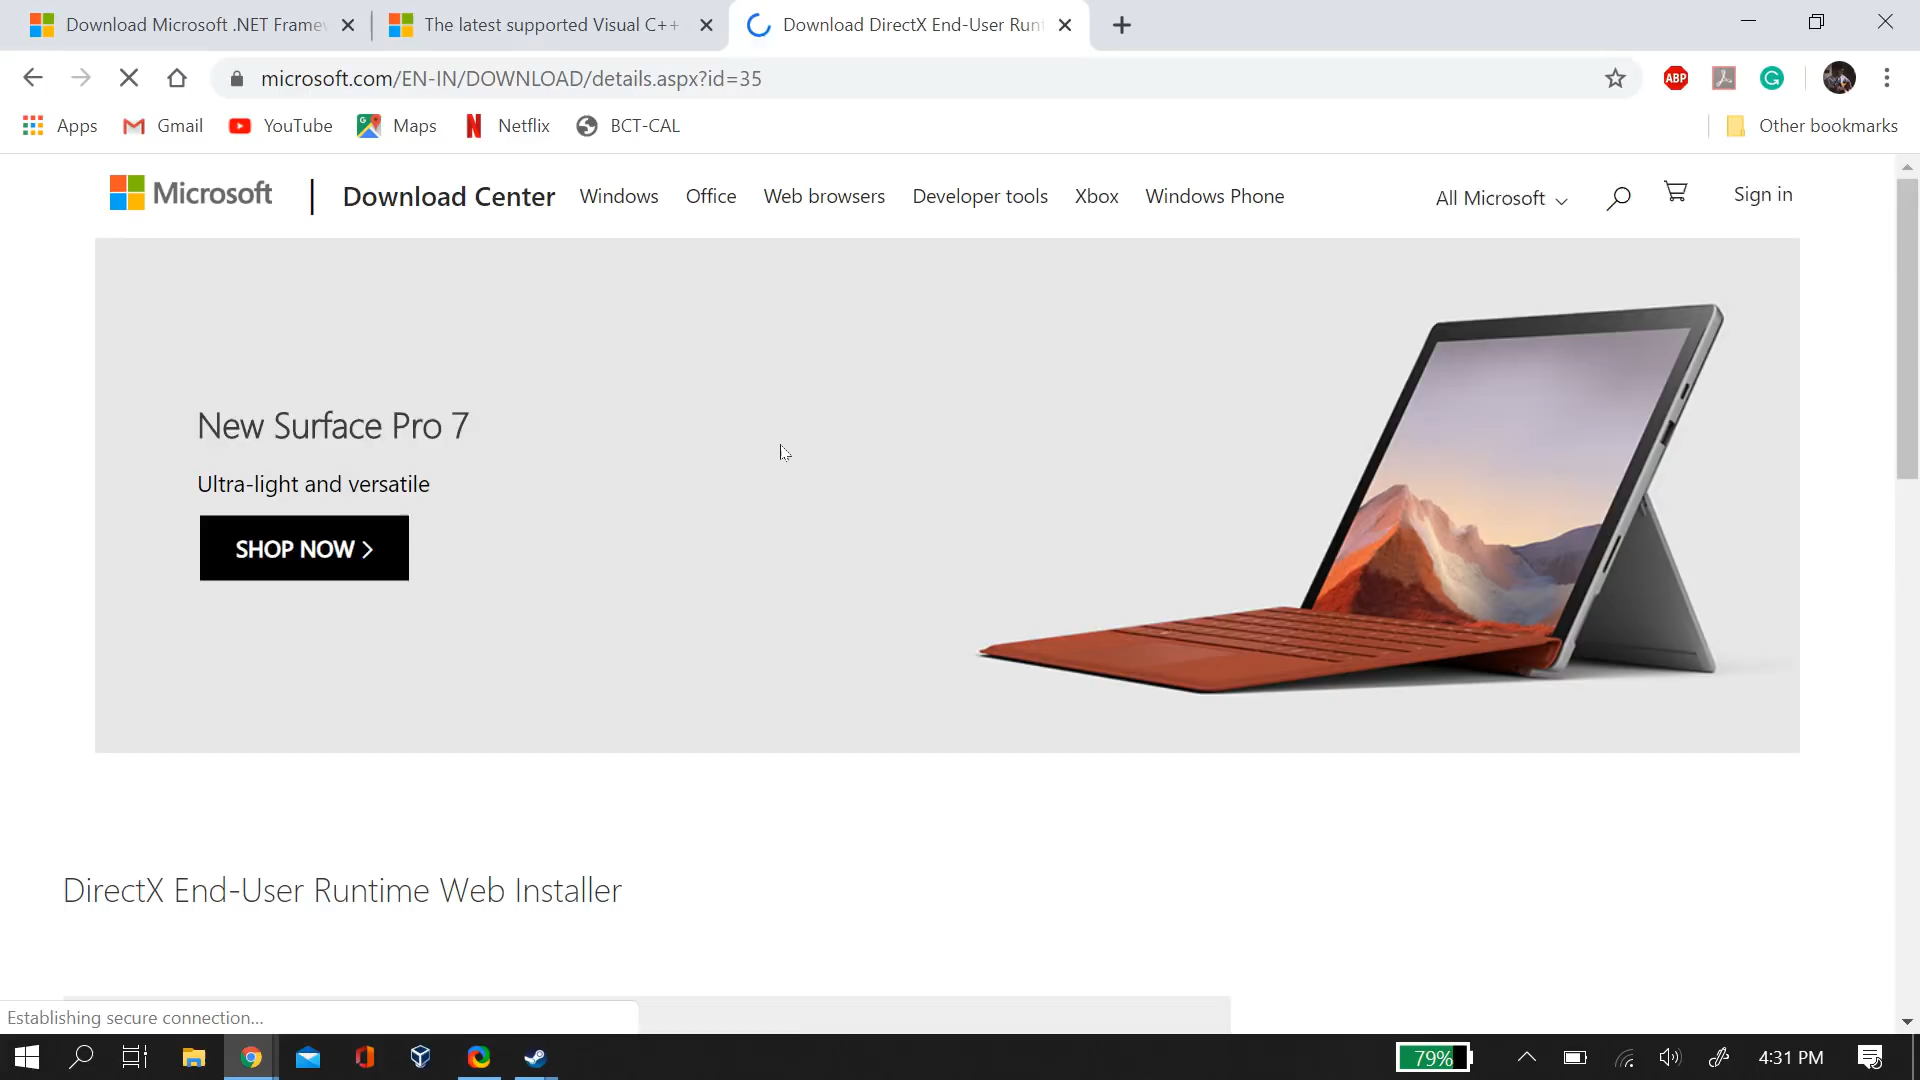 Download Microsoft .NET Framew
The latest supported Visual C++
Download DirectX End-User Runt
microsoft.com/EN-IN/DOWNLOAD/details.aspx?id=35
ABP
Apps
Gmail
YouTube
Maps
Netflix
BCT-CAL
Other bookmarks
Microsoft
Download Center
Windows
Office
Web browsers
Developer tools
Xbox
Windows Phone
All Microsoft
Sign in
New Surface Pro 7
Ultra-light and versatile
SHOP NOW >
DirectX End-User Runtime Web Installer
Establishing secure connection...
79%
4:31 PM